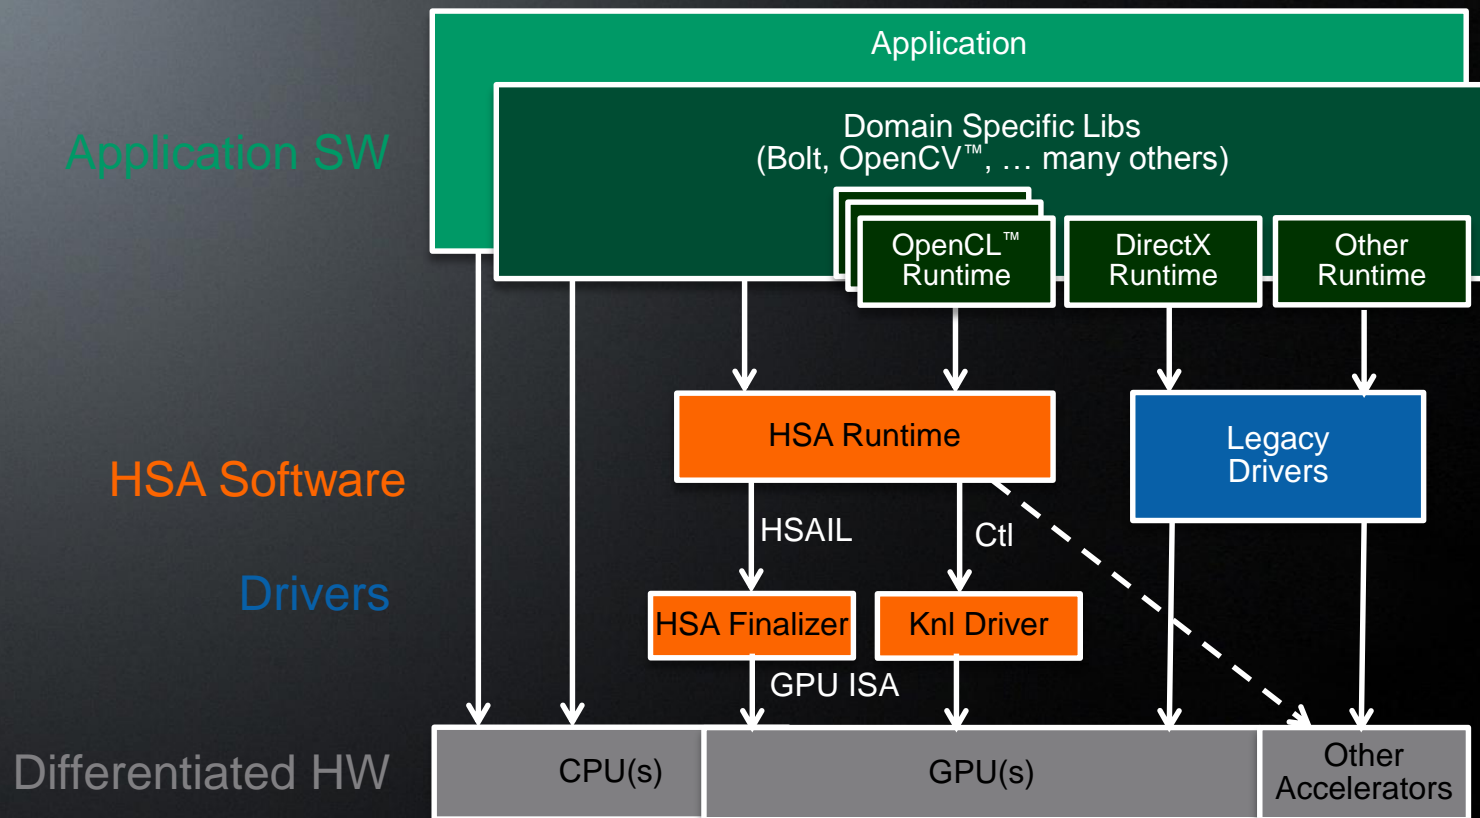 Application
Domain Specific Libs
(Bolt, OpenCV™, … many others)
Application SW
OpenCL™
Runtime
DirectX
Runtime
Other
Runtime
HSA Runtime
Legacy
Drivers
HSA Software
HSAIL
Ctl
Drivers
HSA Finalizer
Knl Driver
GPU ISA
Differentiated HW
CPU(s)
GPU(s)
Other
Accelerators